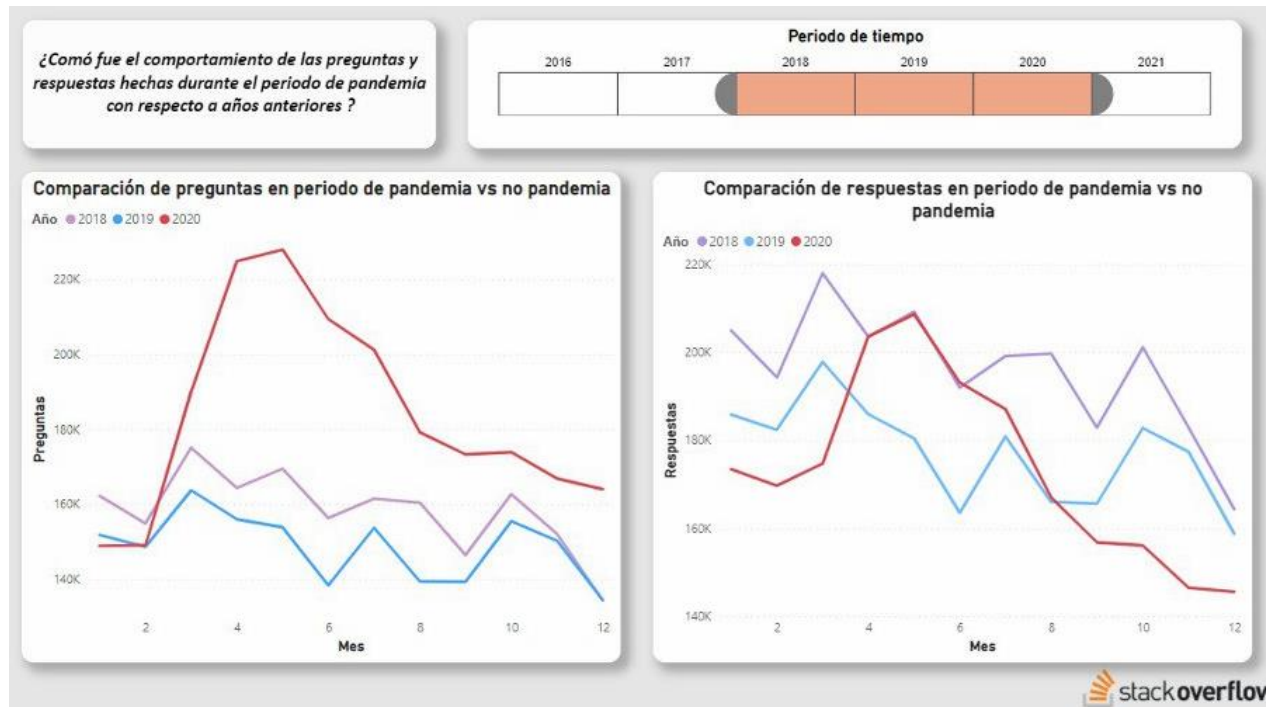 ¿Comó fue el comportamiento de las preguntas y
respuestas hechas durante el periodo de pandemia
con respecto a años anteriores ?
Periodo de tiempo
2016 2017 2018 2019 2020 2021
Comparación de preguntas en periodo de pandemia vs no pandemia
Año 2018 2019 2020
220K
200K
180K
160K
140K
Preguntas
2 4 6 8 10 12
Mes
Comparación de respuestas en periodo de pandemia vs no
pandemia
Año 2018 2019 2020
220K
200K
180K
160K
140K
Respuestas
2 4 6 8 10 12
Mes
stackoverflow